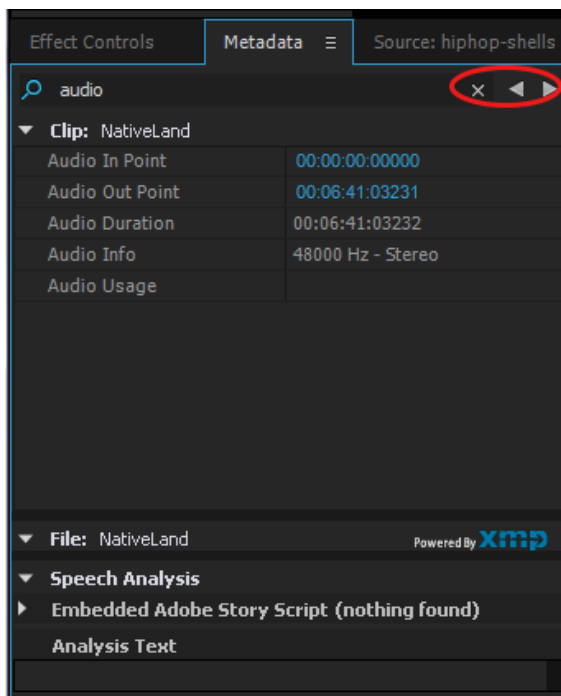 Effect Controls Metadata Source: hiphop-shells
audio
Clip: NativeLand
Audio In Point 00:00:00:00000
Audio Out Point 00:06:41:03231
Audio Duration 00:06:41:03232
Audio Info 48000 Hz - Stereo
Audio Usage
File: NativeLand Powered By xmp
Speech Analysis
Embedded Adobe Story Script (nothing found)
Analysis Text